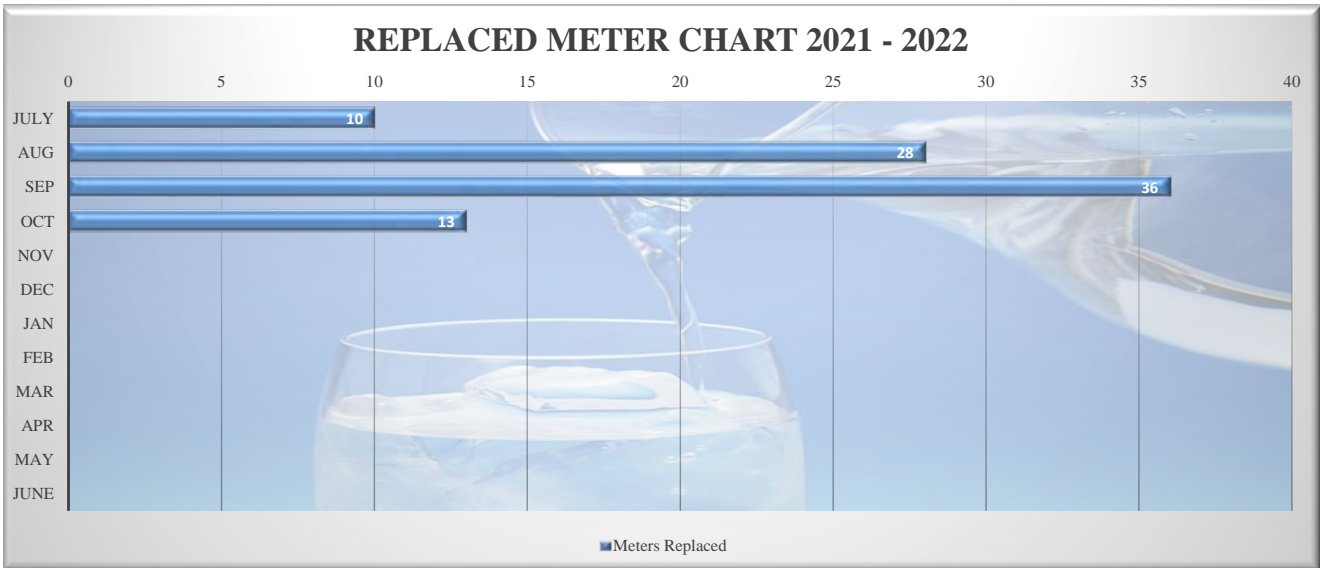 REPLACED METER CHART 2021 - 2022
0 5 10 15 20 25 30 35 40
JULY 10
AUG 28
SEP 36
OCT 13
NOV
DEC
JAN
FEB
MAR
APR
MAY
JUNE
Meters Replaced